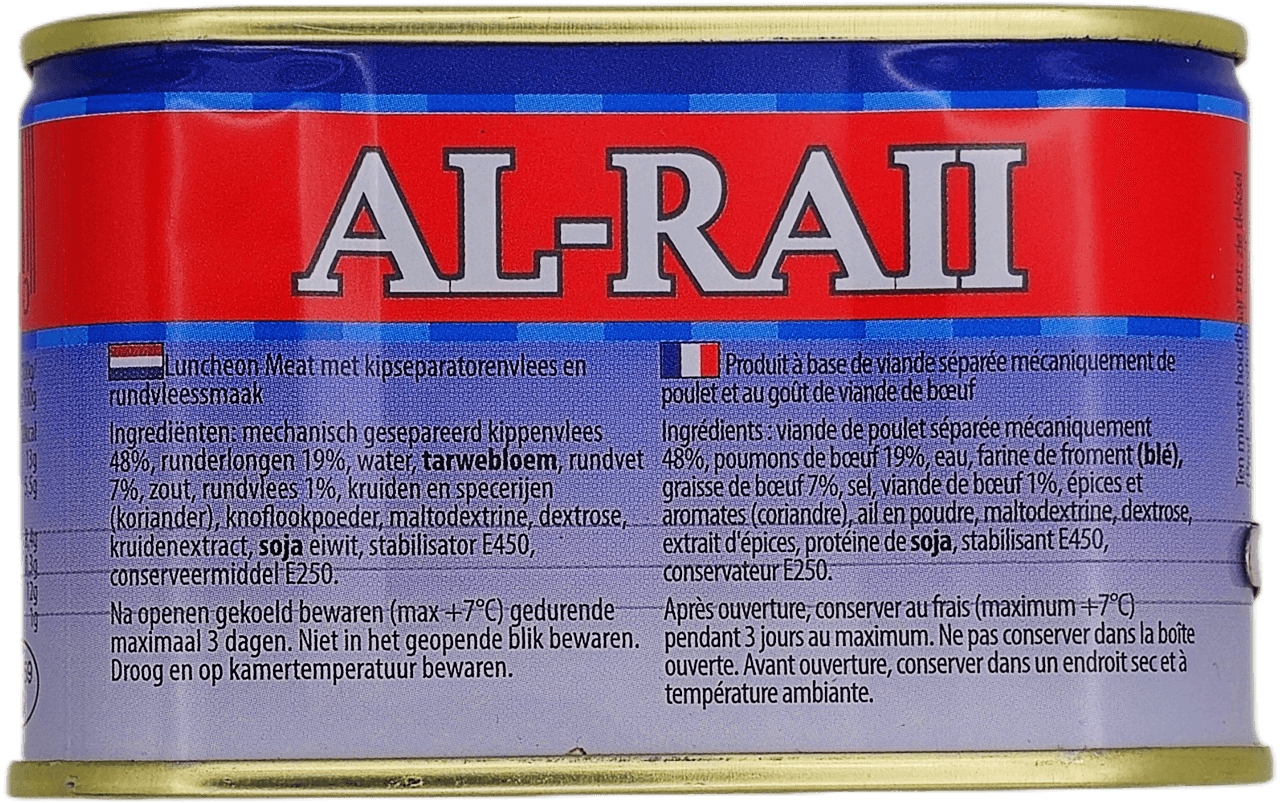 AL-RAII
Luncheon Meat met kipseparatorenvlees en
rundvleessmaak
Ingrediënten: mechanisch gesepareerd kippenvlees
48%, runderlongen 19%, water, tarwebloem, rundvet
7%, zout, rundvlees 1%, kruiden en specerijen
(koriander), knoflookpoeder, maltodextrine, dextrose,
kruidenextract, soja eiwit, stabilisator E450,
conserveermiddel E250.
Na openen gekoeld bewaren (max +7°C) gedurende
maximaal 3 dagen. Niet in het geopende blik bewaren.
Droog en op kamertemperatuur bewaren.
Produit à base de viande séparée mécaniquement de
poulet et au goût de viande de bœuf
Ingrédients : viande de poulet séparée mécaniquement
48%, poumons de bœuf 19%, eau, farine de froment (blé),
graisse de bœuf 7%, sel, viande de bœuf 1%, épices et
aromates (coriandre), ail en poudre, maltodextrine, dextrose,
extrait d'épices, protéine de soja, stabilisant E450,
conservateur E250.
Après ouverture, conserver au frais (maximum +7°C)
pendant 3 jours au maximum. Ne pas conserver dans la boîte
ouverte. Avant ouverture, conserver dans un endroit sec et à
température ambiante.
Ten minste houdbaar tot: zie deksel